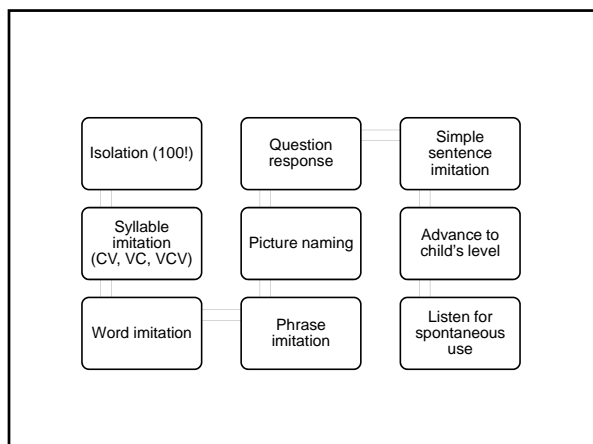 Isolation (100!)
Syllable
imitation
(CV, VC, VCV)
Word imitation
Phrase
imitation
Picture naming
Question
response
Simple
sentence
imitation
Advance to
child's level
Listen for
spontaneous
use